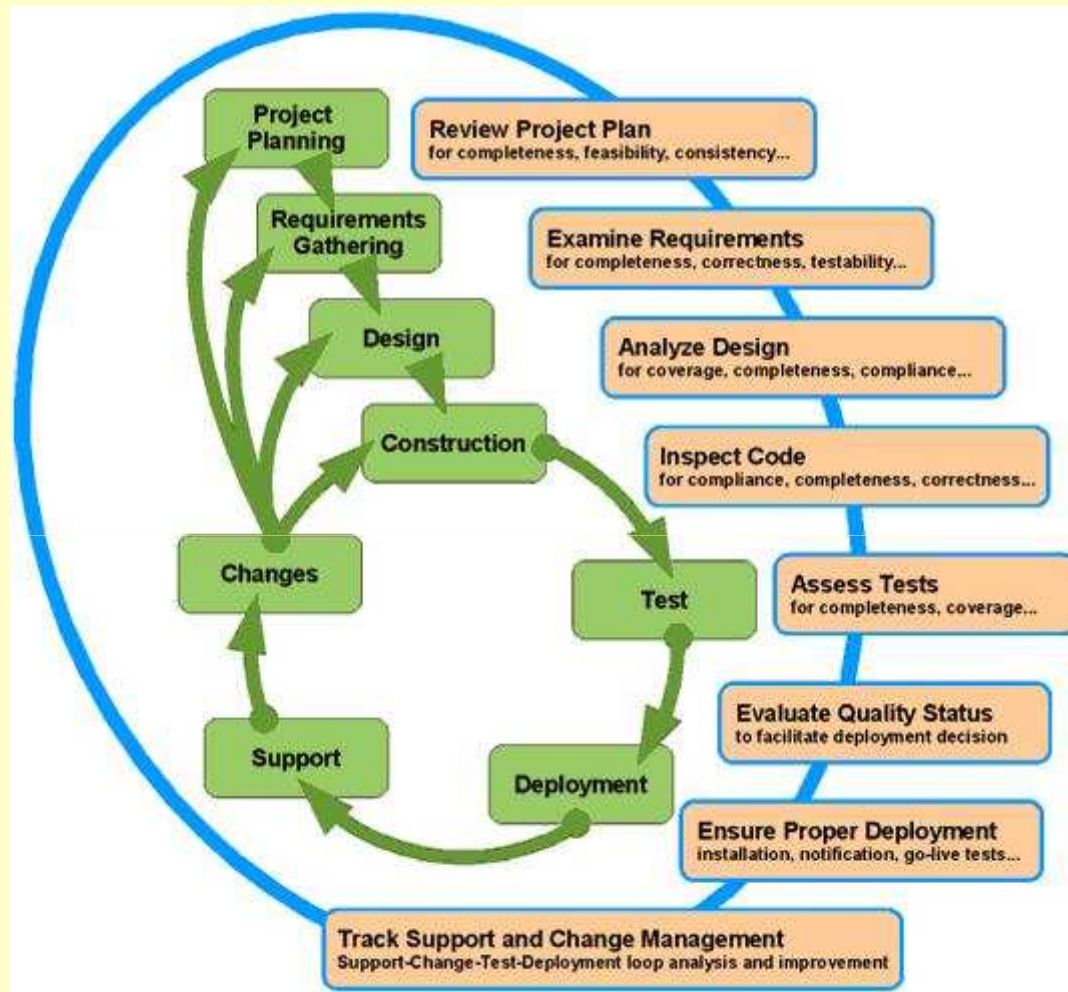 Project
Planning
Review Project Plan
for completeness, feasibility, consistency...
Requirements
Gathering
Examine Requirements
for completeness, correctness, testability...
Design
Analyze Design
for coverage, completeness, compliance...
Construction
Inspect Code
for compliance, completeness, correctness...
Changes
Test
Assess Tests
for completeness, coverage...
Support
Evaluate Quality Status
to facilitate deployment decision
Deployment
Ensure Proper Deployment
installation, notification, go-live tests...
Track Support and Change Management
Support-Change-Test-Deployment loop analysis and improvement